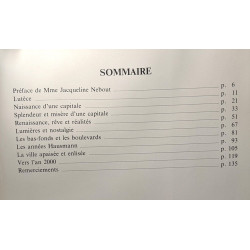 SOMMAIRE
Préface de Mme Jacqueline Nebout p. 6
Lutèce p. 11
Naissance d'une capitale p. 21
Splendeur et misère d'une capitale p. 33
Renaissance, rêve et réalités p. 51
Lumières et nostalgie p. 67
Les bas-fonds et les boulevards p. 81
Les années Haussmann p. 93
La ville apaisée et enlisée p. 105
Vers l'an 2000 p. 119
Remerciements p. 135